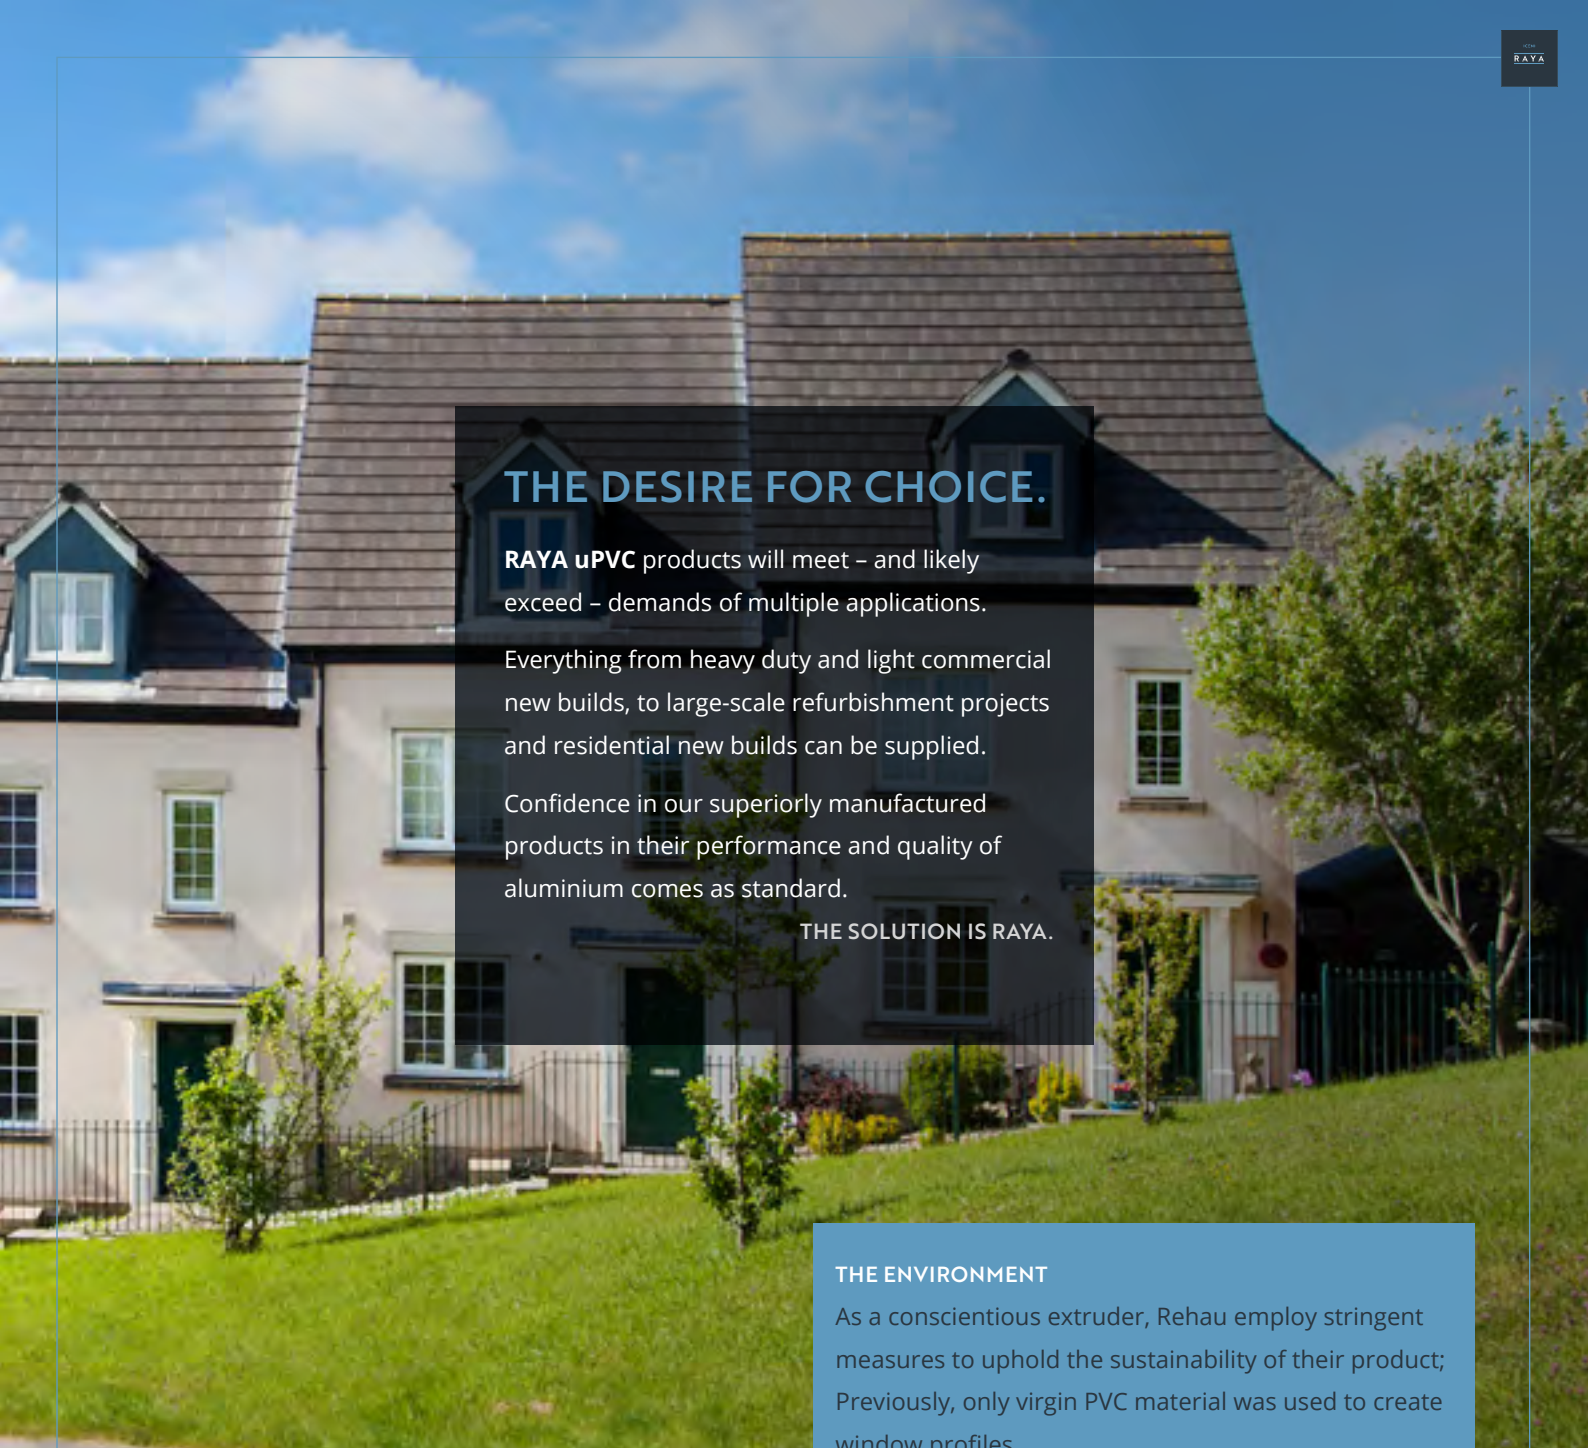 RAYA
THE DESIRE FOR CHOICE.
RAYA uPVC products will meet – and likely
exceed – demands of multiple applications.
Everything from heavy duty and light commercial
new builds, to large-scale refurbishment projects
and residential new builds can be supplied.
Confidence in our superiorly manufactured
products in their performance and quality of
aluminium comes as standard.
THE SOLUTION IS RAYA.
THE ENVIRONMENT
As a conscientious extruder, Rehau employ stringent
measures to uphold the sustainability of their product;
Previously, only virgin PVC material was used to create
window profiles.